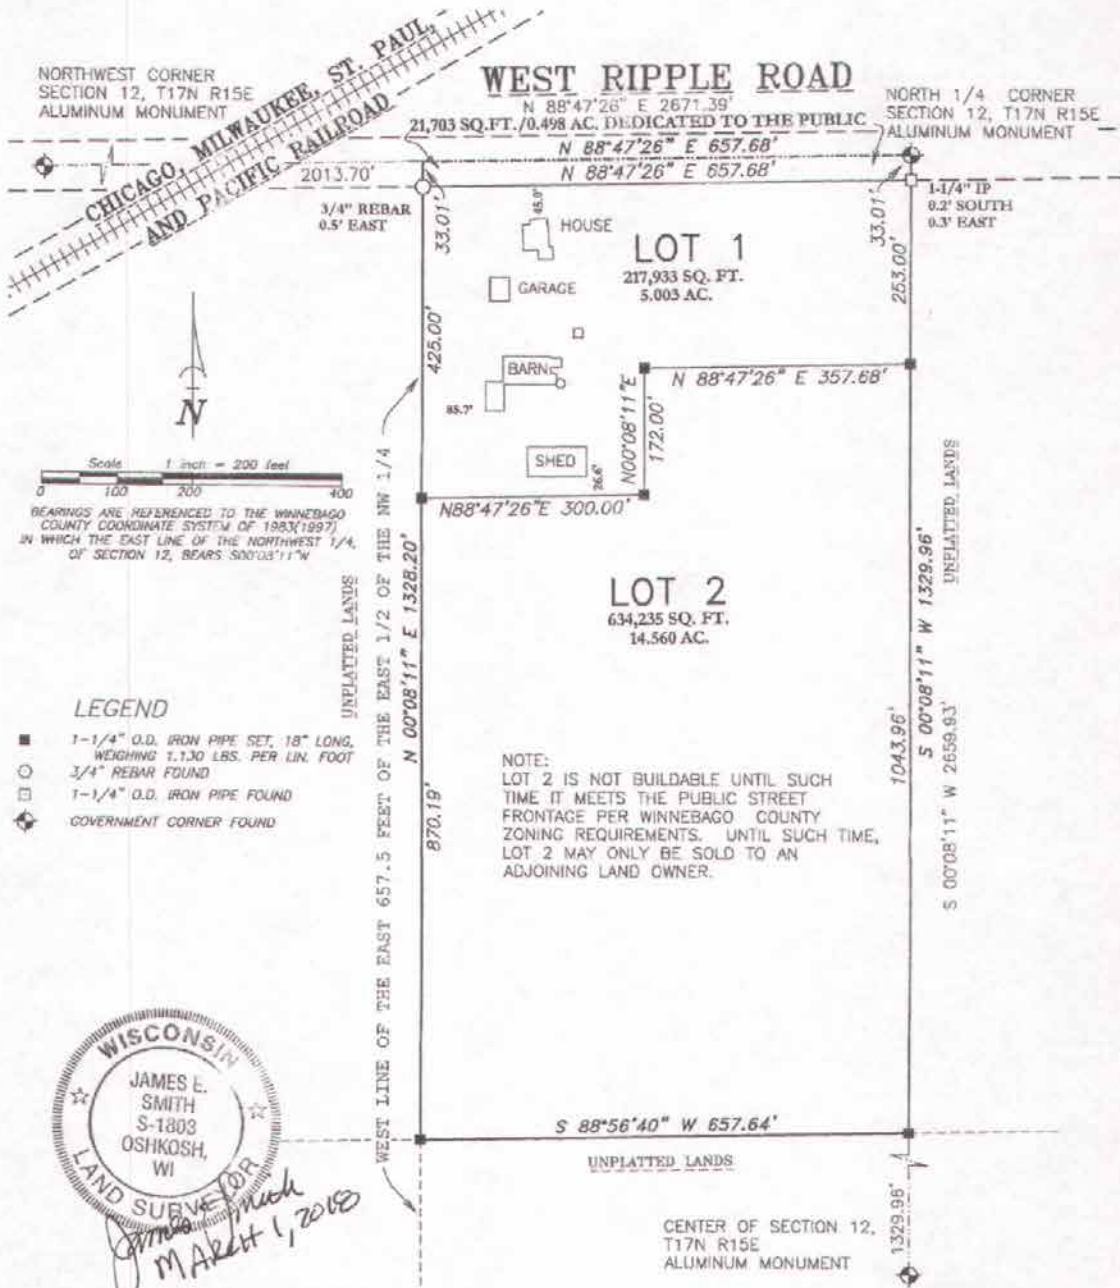 NORTHWEST CORNER
SECTION 12, T17N R15E
ALUMINUM MONUMENT
CHICAGO, MILWAUKEE, ST. PAUL,
AND PACIFIC RAILROAD
WEST RIPPLE ROAD
N 88°47'26" E 2671.39'
21,703 SQ.FT./0.498 AC. DEDICATED TO THE PUBLIC
NORTH 1/4 CORNER
SECTION 12, T17N R15E
ALUMINUM MONUMENT
N 88°47'26" E 657.68'
2013.70'
N 88°47'26" E 657.68'
3/4" REBAR
0.5' EAST
33.01'
45.0'
HOUSE
LOT 1
217,933 SQ. FT.
5.003 AC.
33.01'
1-1/4" IP
0.2' SOUTH
0.3' EAST
253.00'
GARAGE
425.00'
BARN
85.7'
N00°08'11"E
172.00'
N 88°47'26" E 357.68'
N
SHED
26.6'
Scale 1 inch = 200 feet
0 100 200 400
N88°47'26"E 300.00'
BEARINGS ARE REFERENCED TO THE WINNEBAGO
COUNTY COORDINATE SYSTEM OF 1983(1997)
IN WHICH THE EAST LINE OF THE NORTHWEST 1/4,
OF SECTION 12, BEARS S00°08'11"W
UNPLATTED LANDS
WEST LINE OF THE EAST 657.5 FEET OF THE EAST 1/2 OF THE NW 1/4
N 00°08'11" E 1328.20'
870.19'
LOT 2
634,235 SQ. FT.
14.560 AC.
UNPLATTED LANDS
S 00°08'11" W 1329.96'
1043.96'
S 00°08'11" W 2659.93'
LEGEND
1-1/4" O.D. IRON PIPE SET, 18" LONG,
WEIGHING 1.130 LBS. PER LIN. FOOT
3/4" REBAR FOUND
1-1/4" O.D. IRON PIPE FOUND
GOVERNMENT CORNER FOUND
NOTE:
LOT 2 IS NOT BUILDABLE UNTIL SUCH
TIME IT MEETS THE PUBLIC STREET
FRONTAGE PER WINNEBAGO COUNTY
ZONING REQUIREMENTS. UNTIL SUCH TIME,
LOT 2 MAY ONLY BE SOLD TO AN
ADJOINING LAND OWNER.
WISCONSIN
JAMES E.
SMITH
S-1803
OSHKOSH,
WI
LAND SURVEYOR
James Smith
MARCH 1,
S 88°56'40" W 657.64'
UNPLATTED LANDS
CENTER OF SECTION 12,
T17N R15E
ALUMINUM MONUMENT
1329.98'